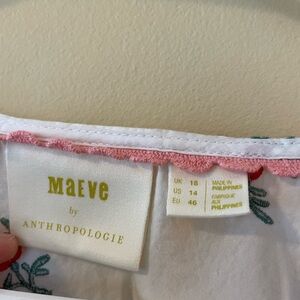 MAEVE
by
ANTHROPOLOGIE
UK 18
US 14
EU 46
MADE IN
PHILIPPINES
FABRIQUÉ
AUX
PHILIPPINES